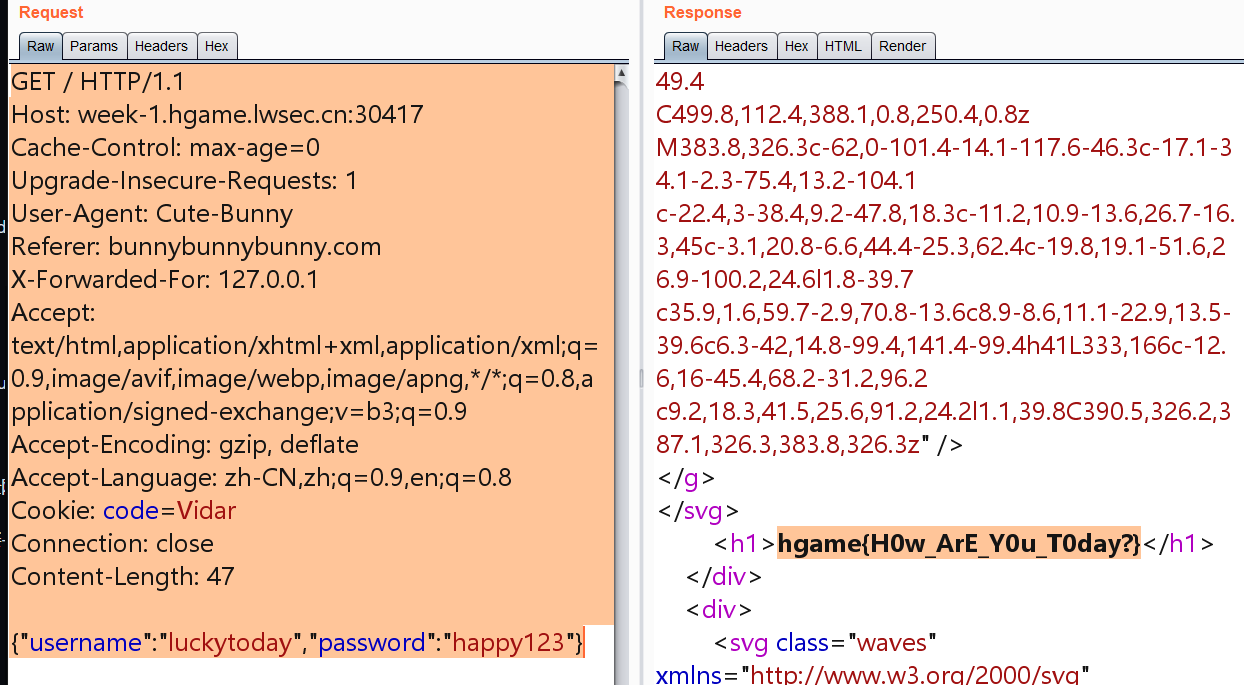 Request
Raw Params Headers Hex
GET / HTTP/1.1
Host: week-1.hgame.lwsec.cn:30417
Cache-Control: max-age=0
Upgrade-Insecure-Requests: 1
User-Agent: Cute-Bunny
Referer: bunnybunnybunny.com
X-Forwarded-For: 127.0.0.1
Accept:
text/html,application/xhtml+xml,application/xml;q=
0.9,image/avif,image/webp,image/apng,*/*;q=0.8,a
pplication/signed-exchange;v=b3;q=0.9
Accept-Encoding: gzip, deflate
Accept-Language: zh-CN,zh;q=0.9,en;q=0.8
Cookie: code=Vidar
Connection: close
Content-Length: 47
{"username":"luckytoday","password":"happy123"}
Response
Raw Headers Hex HTML Render
49.4
C499.8,112.4,388.1,0.8,250.4,0.8z
M383.8,326.3c-62,0-101.4-14.1-117.6-46.3c-17.1-3
4.1-2.3-75.4,13.2-104.1
c-22.4,3-38.4,9.2-47.8,18.3c-11.2,10.9-13.6,26.7-16.
3,45c-3.1,20.8-6.6,44.4-25.3,62.4c-19.8,19.1-51.6,2
6.9-100.2,24.6l1.8-39.7
c35.9,1.6,59.7-2.9,70.8-13.6c8.9-8.6,11.1-22.9,13.5-
39.6c6.3-42,14.8-99.4,141.4-99.4h41L333,166c-12.
6,16-45.4,68.2-31.2,96.2
c9.2,18.3,41.5,25.6,91.2,24.2l1.1,39.8C390.5,326.2,3
87.1,326.3,383.8,326.3z" />
</g>
</svg>
<h1>hgame{H0w_ArE_Y0u_T0day?}</h1>
</div>
<div>
<svg class="waves"
xmlns="http://www.w3.org/2000/svg"